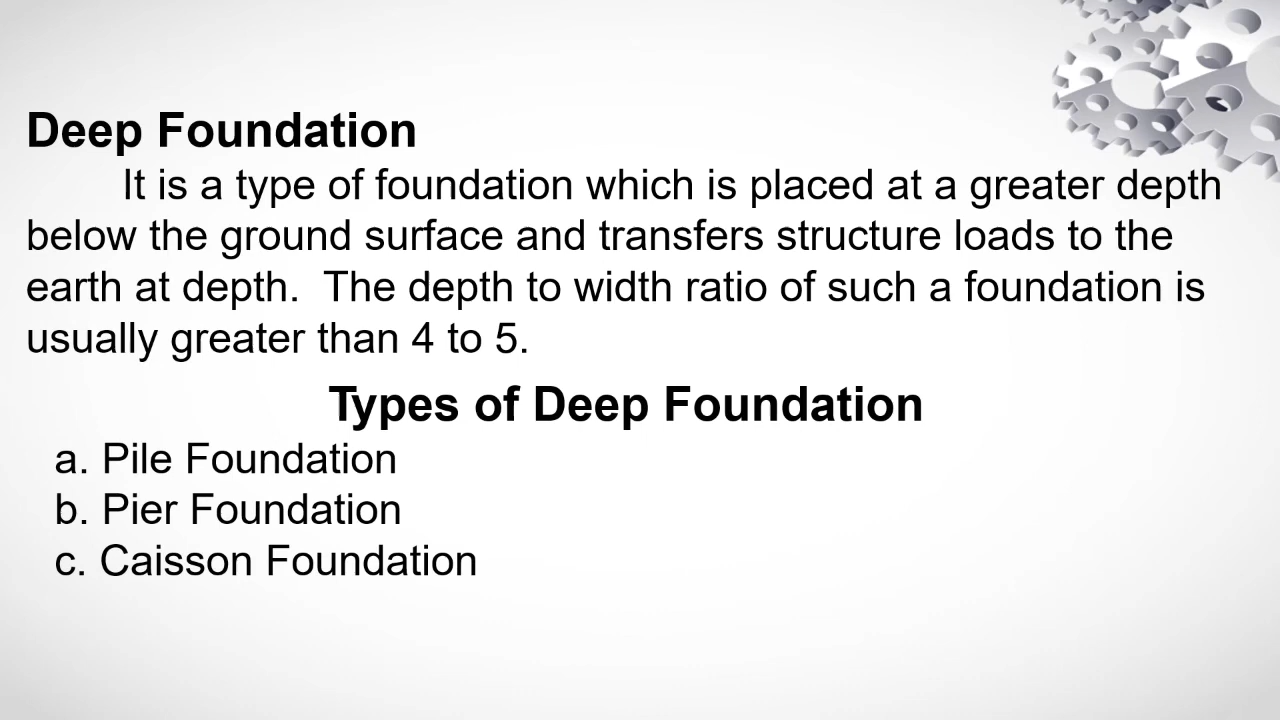 Deep Foundation
It is a type of foundation which is placed at a greater depth
below the ground surface and transfers structure loads to the
earth at depth.  The depth to width ratio of such a foundation is
usually greater than 4 to 5.
Types of Deep Foundation
a. Pile Foundation
b. Pier Foundation
c. Caisson Foundation